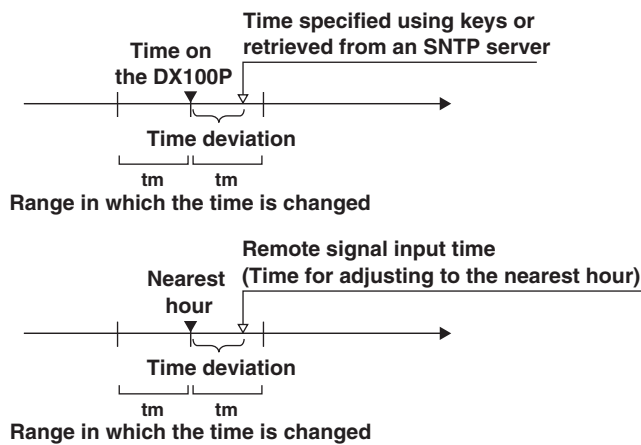 Time specified using keys or
retrieved from an SNTP server
Time on
the DX100P
Time deviation
tm tm
Range in which the time is changed
Remote signal input time
(Time for adjusting to the nearest hour)
Nearest
hour
Time deviation
tm tm
Range in which the time is changed